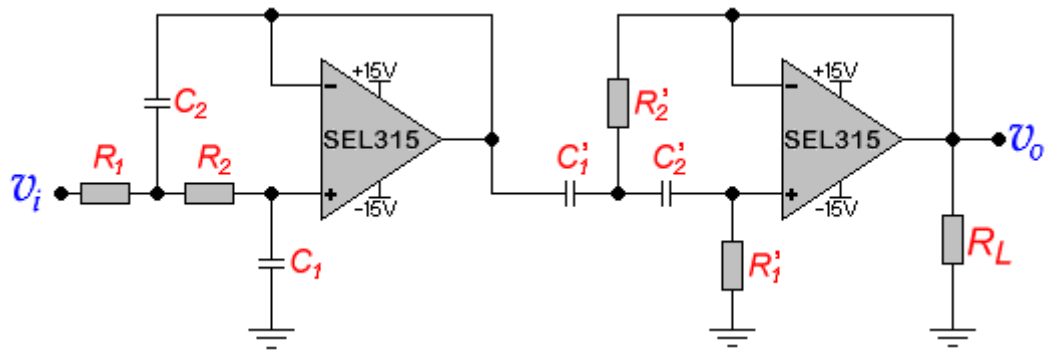 +15V
+15V
C2
R2'
SEL315
SEL315
R1
R2
C1'
C2'
vi
vo
-15V
-15V
C1
R1'
RL